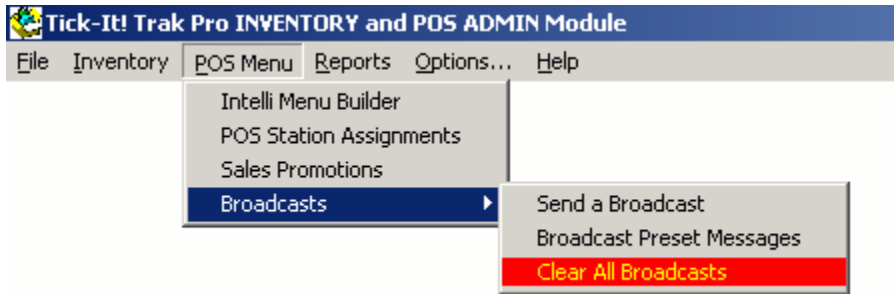 Tick-It! Trak Pro INVENTORY and POS ADMIN Module
File Inventory POS Menu Reports Options... Help
Intelli Menu Builder
POS Station Assignments
Sales Promotions
Broadcasts
Send a Broadcast
Broadcast Preset Messages
Clear All Broadcasts